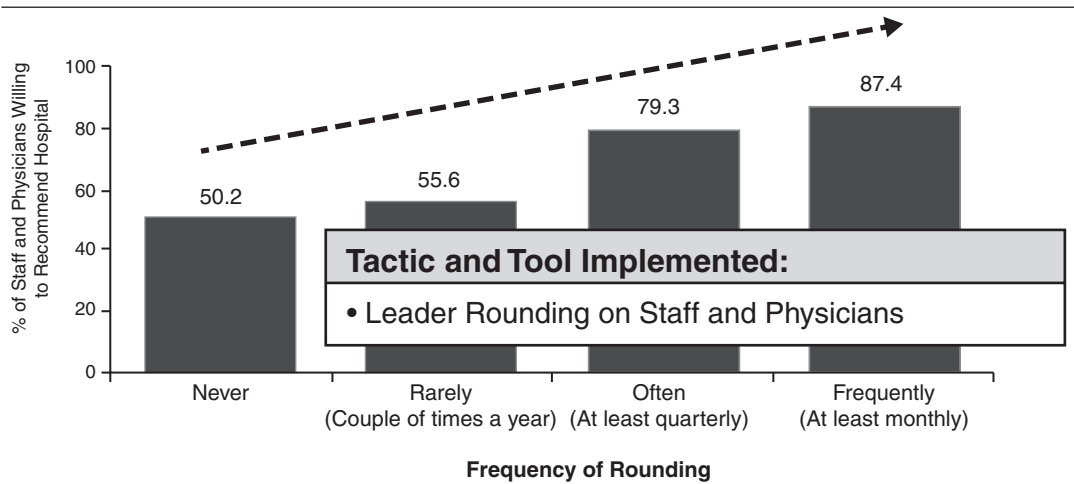 % of Staff and Physicians Willing
to Recommend Hospital
100
80
60
40
20
0
50.2
55.6
79.3
87.4
Tactic and Tool Implemented:
• Leader Rounding on Staff and Physicians
Never
Rarely
(Couple of times a year)
Often
(At least quarterly)
Frequently
(At least monthly)
Frequency of Rounding